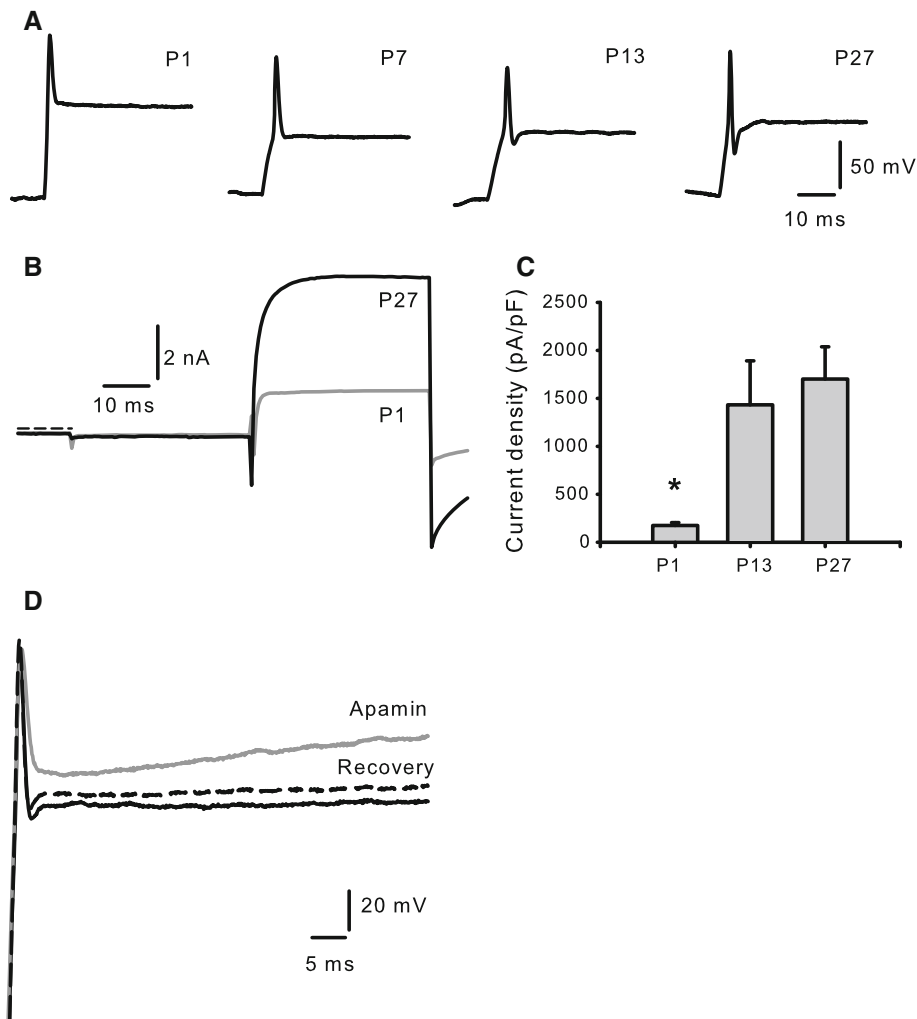 A
P1
P7
P13
P27
50 mV
10 ms
B
P27
2 nA
10 ms
P1
C
Current density (pA/pF)
2500
2000
1500
1000
500
0
*
P1
P13
P27
D
Apamin
Recovery
20 mV
5 ms